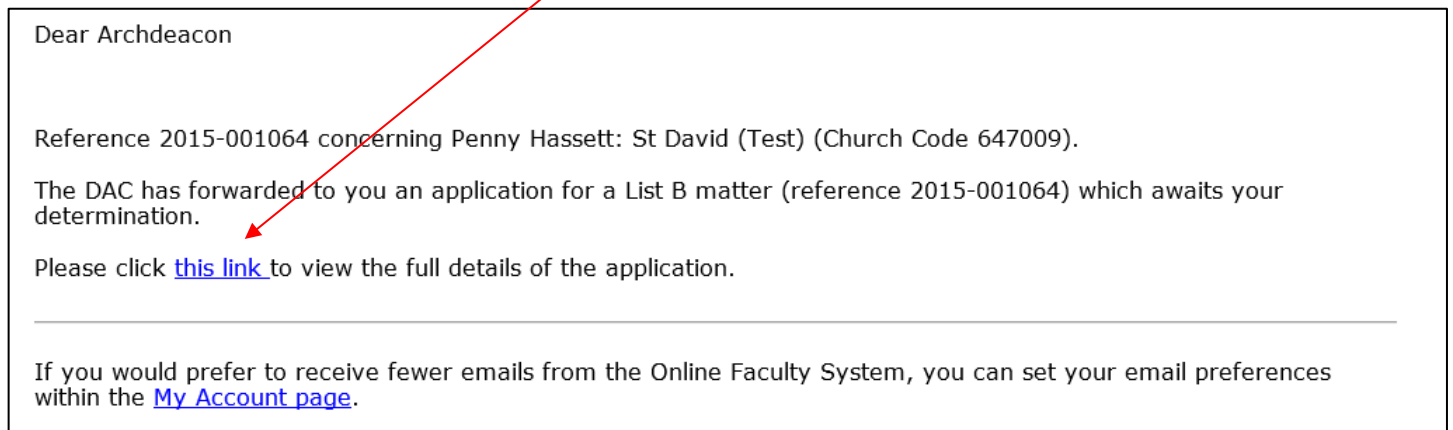 Dear Archdeacon
Reference 2015-001064 concerning Penny Hassett: St David (Test) (Church Code 647009).
The DAC has forwarded to you an application for a List B matter (reference 2015-001064) which awaits your
determination.
Please click this link to view the full details of the application.
If you would prefer to receive fewer emails from the Online Faculty System, you can set your email preferences
within the My Account page.